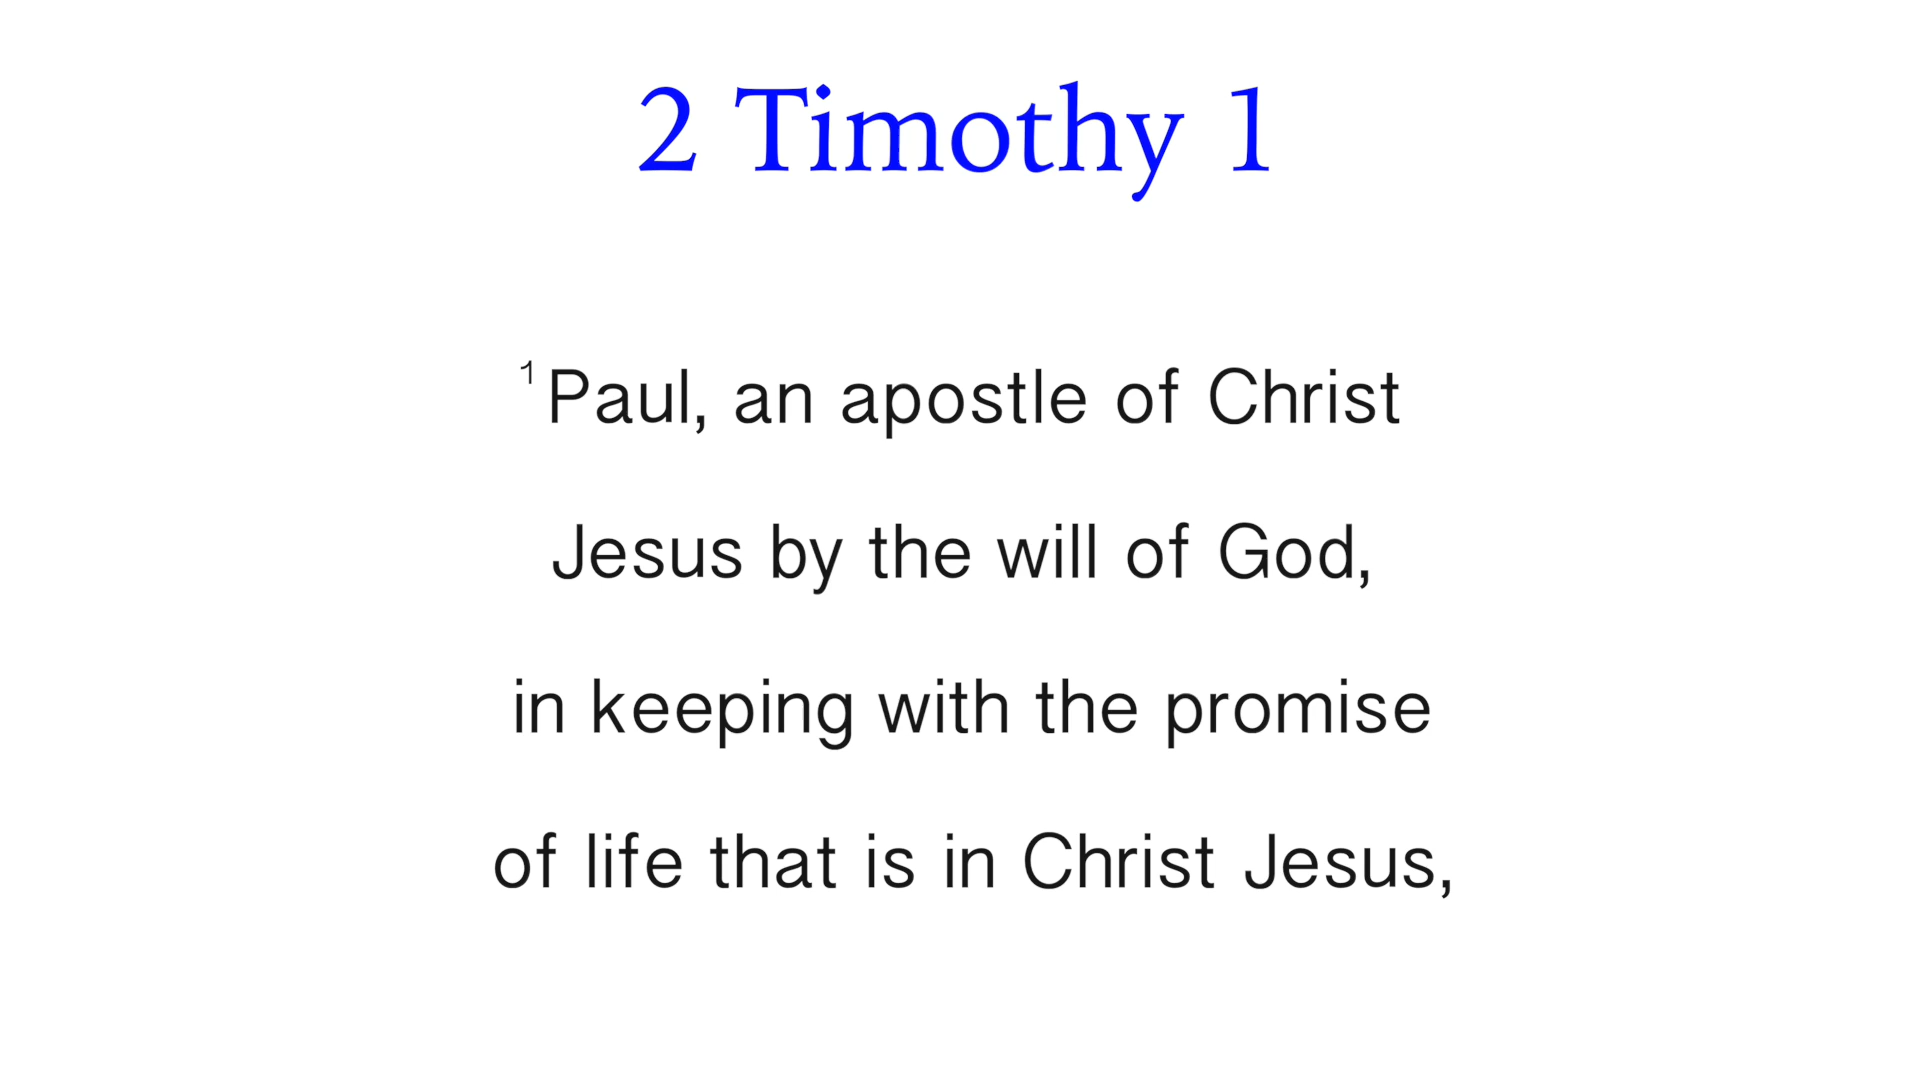 2 Timothy 1
1 Paul, an apostle of Christ
Jesus by the will of God,
in keeping with the promise
of life that is in Christ Jesus,